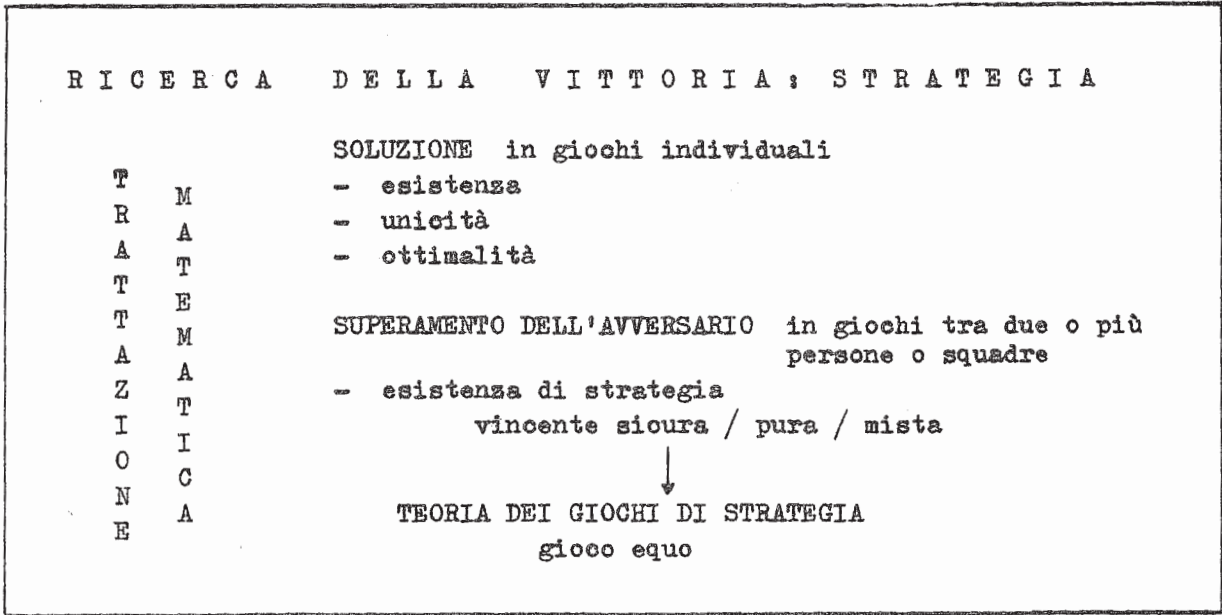 RICERCA DELLA VITTORIA: STRATEGIA
TRATTAZIONE
MATEMATICA
SOLUZIONE in giochi individuali
- esistenza
- unicità
- ottimalità
SUPERAMENTO DELL'AVVERSARIO in giochi tra due o più
persone o squadre
- esistenza di strategia
vincente sicura / pura / mista
TEORIA DEI GIOCHI DI STRATEGIA
gioco equo